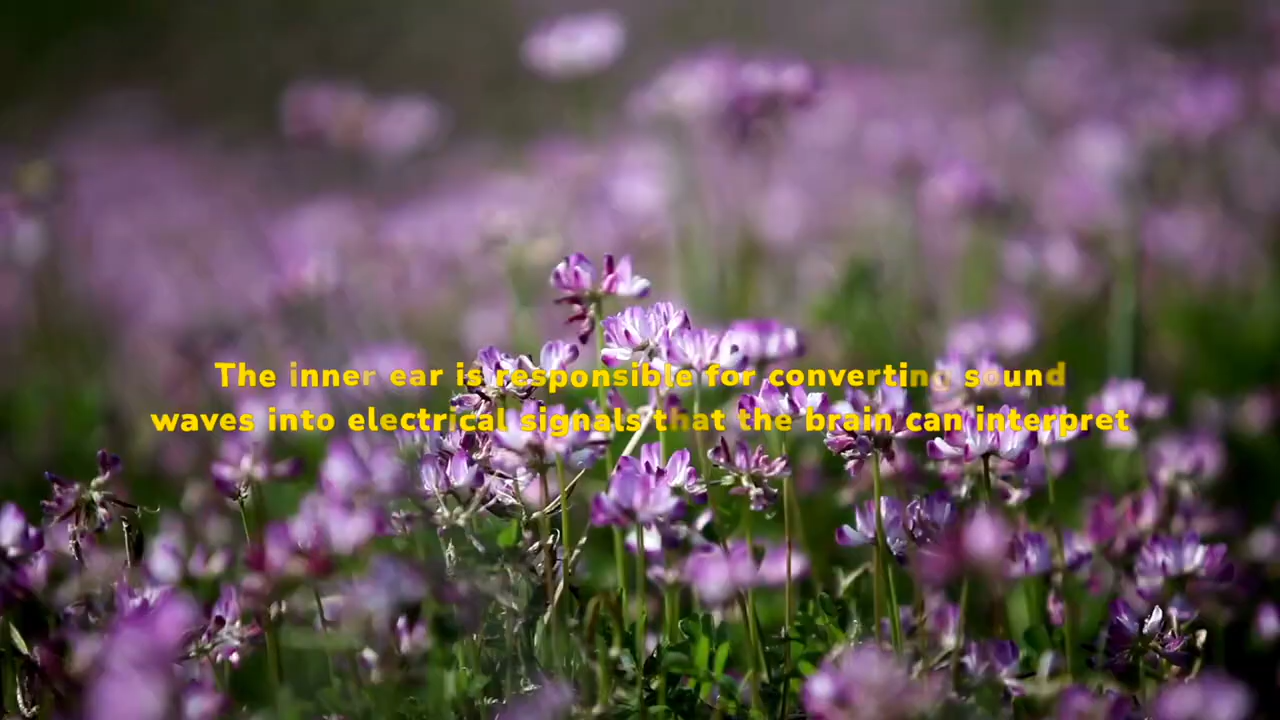 The inner ear is responsible for converting sound
waves into electrical signals that the brain can interpret